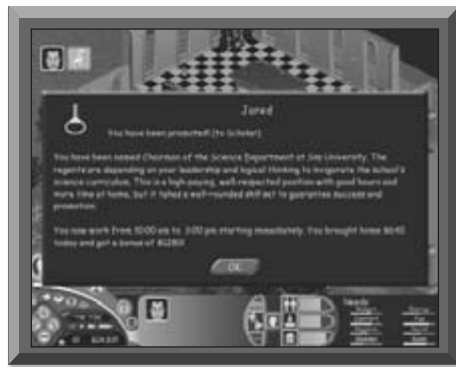 Jared
You have been promoted! (to Scholar)
You have been named Chairman of the Science Department at Sim University. The
regents are depending on your leadership and logical thinking to invigorate the school's
science curriculum. This is a high-paying, well-respected position with good hours and
more time at home, but it takes a well-rounded skill set to guarantee success and
promotion.
You now work from 10:00 am to 3:00 pm starting immediately. You brought home
today and got a bonus of
OK
Needs